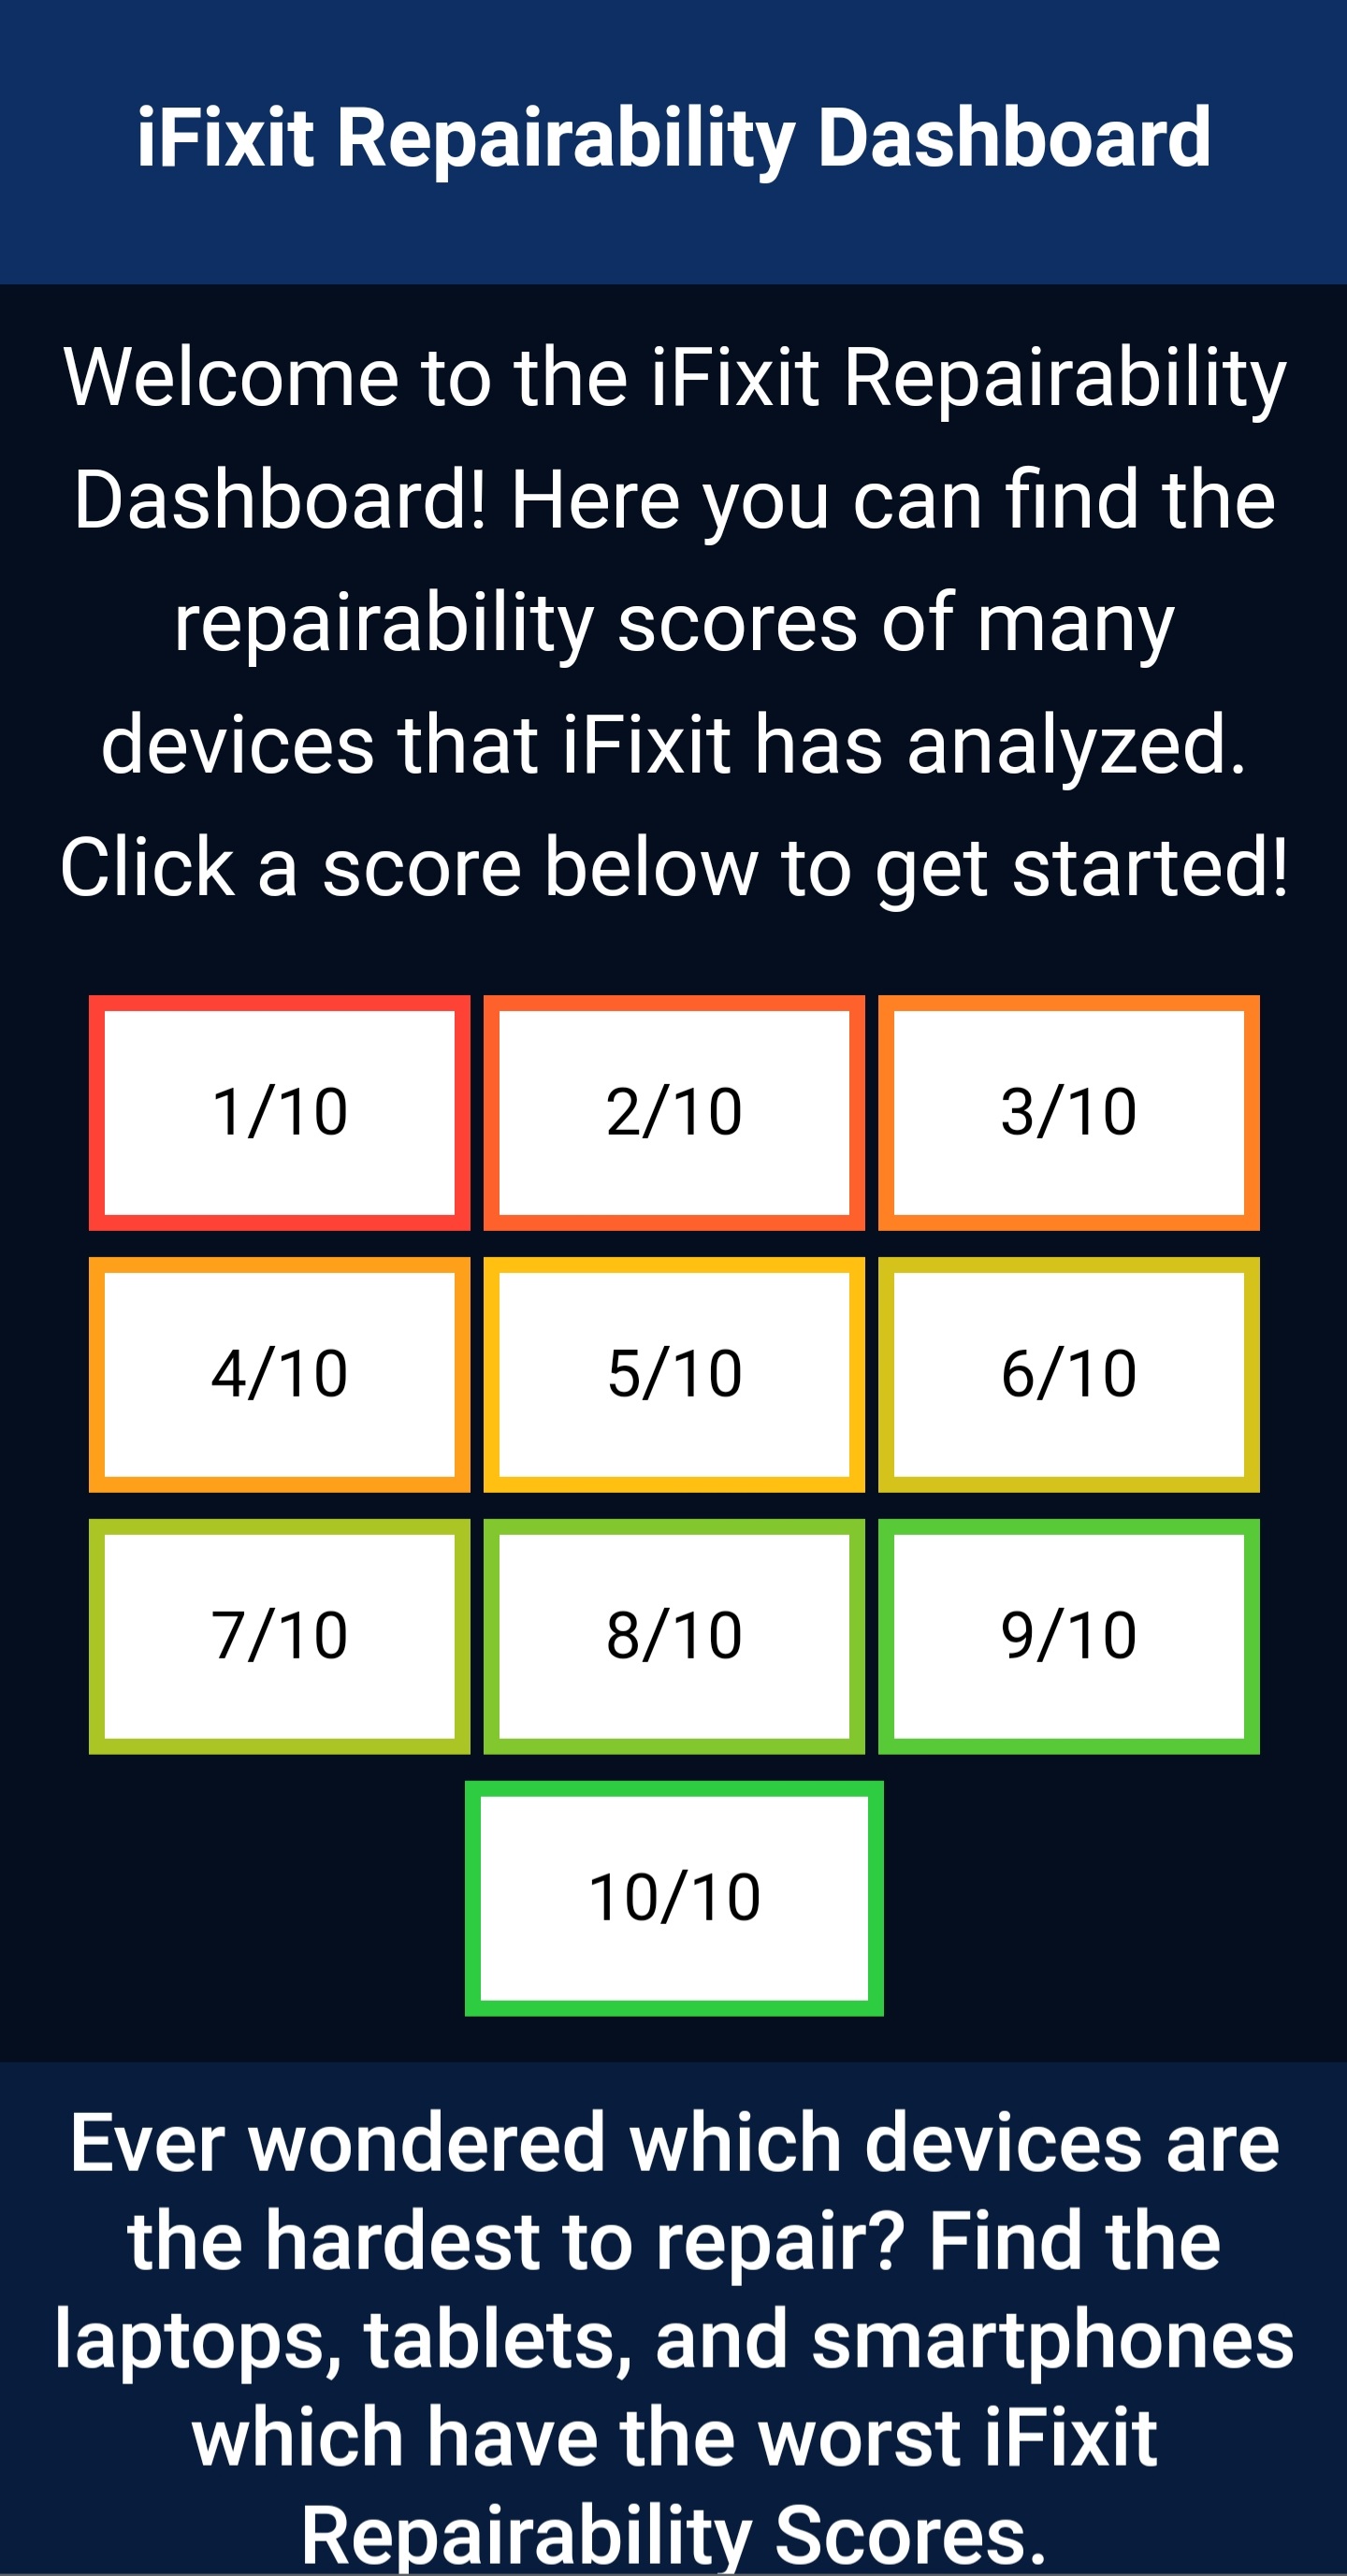 iFixit Repairability Dashboard
Welcome to the iFixit Repairability
Dashboard! Here you can find the
repairability scores of many
devices that iFixit has analyzed.
Click a score below to get started!
1/10
2/10
3/10
4/10
5/10
6/10
7/10
8/10
9/10
10/10
Ever wondered which devices are
the hardest to repair? Find the
laptops, tablets, and smartphones
which have the worst iFixit
Repairability Scores.